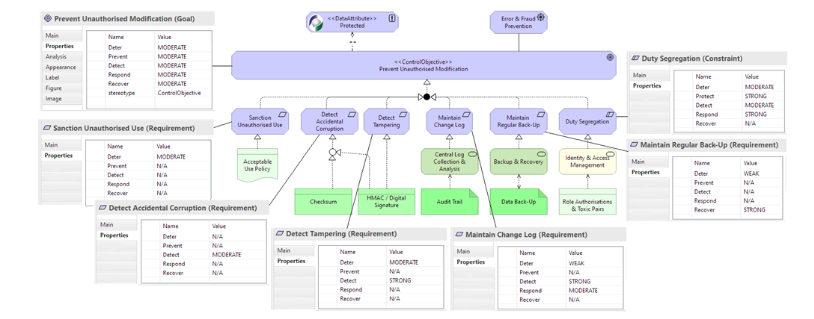 Prevent Unauthorised Modification (Goal)
Main
Properties
Analysis
Appearance
Label
Figure
Image
Name Value
Deter MODERATE
Prevent MODERATE
Detect MODERATE
Respond MODERATE
Recover MODERATE
stereotype ControlObjective
<<DataAttribute>>
Protected
Error & Fraud
Prevention
<<ControlObjective>>
Prevent Unauthorised Modification
Duty Segregation (Constraint)
Main
Properties
Name Value
Deter MODERATE
Protect STRONG
Detect MODERATE
Respond STRONG
Recover N/A
Sanction Unauthorised Use (Requirement)
Main
Properties
Name Value
Deter MODERATE
Prevent N/A
Detect N/A
Respond N/A
Recover N/A
Sanction
Unauthorised Use
Detect
Accidental
Corruption
Detect
Tampering
Maintain
Change Log
Maintain
Regular Back-Up
Duty Segregation
Maintain Regular Back-Up (Requirement)
Main
Properties
Name Value
Deter WEAK
Prevent N/A
Detect N/A
Respond N/A
Recover STRONG
Acceptable
Use Policy
Central Log
Collection &
Analysis
Backup & Recovery
Identity & Access
Management
Checksum
HMAC / Digital
Signature
Audit Trail
Data Back-Up
Role Authorisations
& Toxic Pairs
Detect Accidental Corruption (Requirement)
Main
Properties
Name Value
Deter N/A
Prevent N/A
Detect MODERATE
Respond N/A
Recover N/A
Detect Tampering (Requirement)
Main
Properties
Name Value
Deter MODERATE
Prevent N/A
Detect STRONG
Respond N/A
Recover N/A
Maintain Change Log (Requirement)
Main
Properties
Name Value
Deter WEAK
Prevent N/A
Detect STRONG
Respond MODERATE
Recover N/A